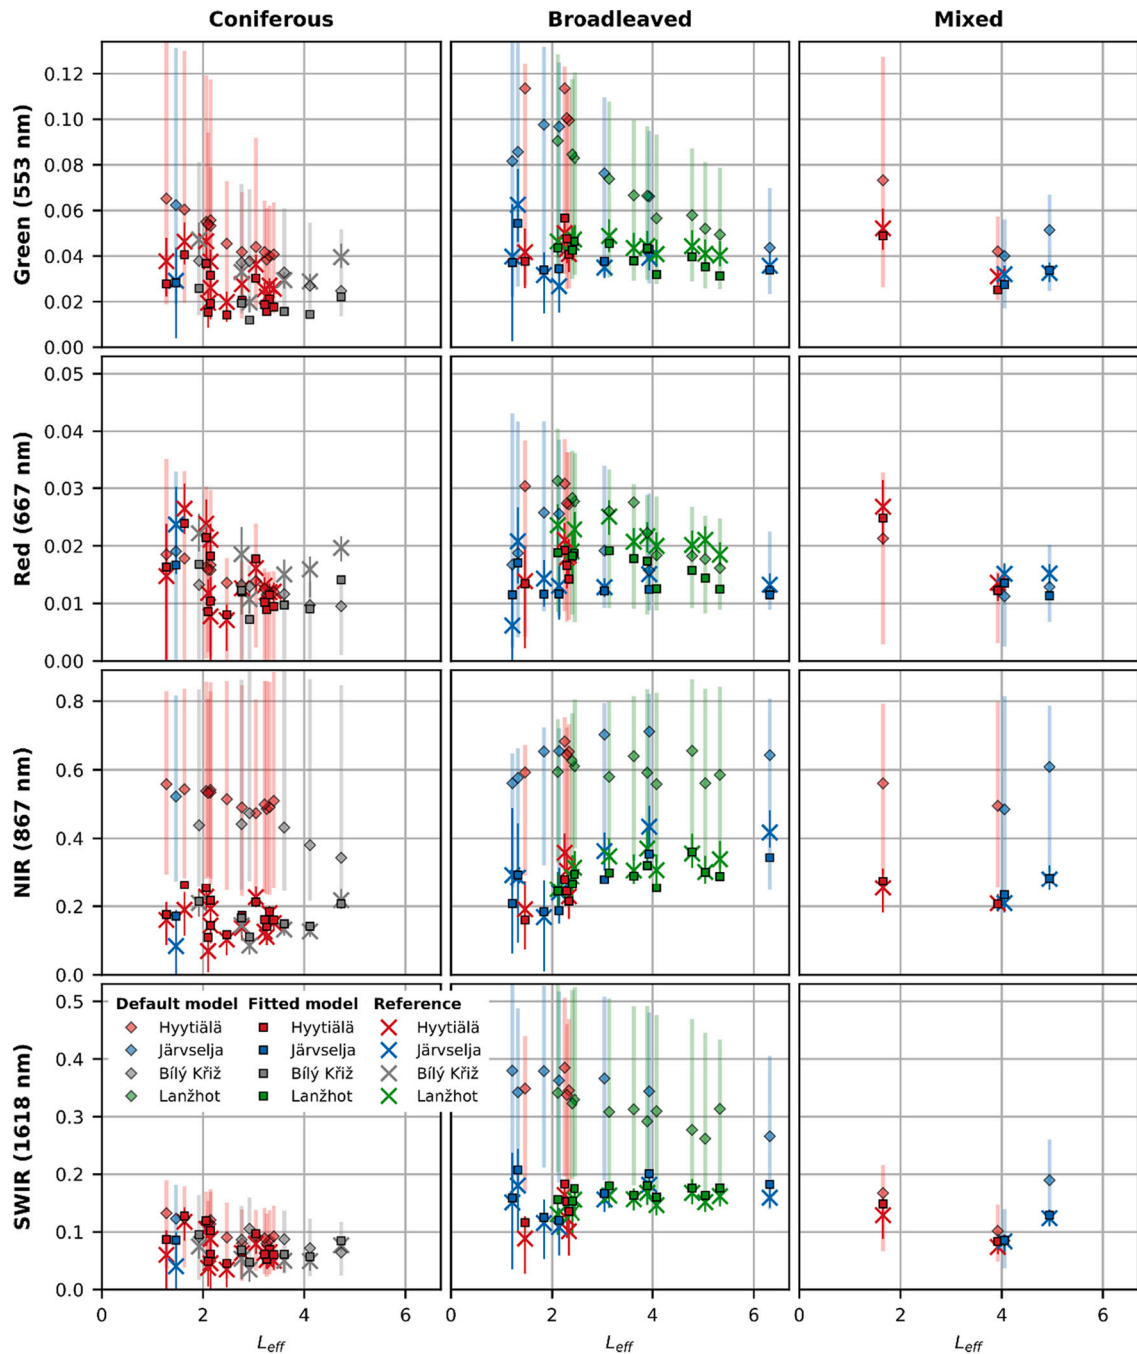 Coniferous Broadleaved Mixed
Green (553 nm)
0.12
0.10
0.08
0.06
0.04
0.02
0.00
Red (667 nm)
0.05
0.04
0.03
0.02
0.01
0.00
NIR (867 nm)
0.8
0.6
0.4
0.2
0.0
SWIR (1618 nm)
0.5
0.4
0.3
0.2
0.1
0.0
Default model Fitted model Reference
Hyytiälä Hyytiälä Hyytiälä
Järvselja Järvselja Järvselja
Bílý Kříž Bílý Kříž Bílý Kříž
Lanžhot Lanžhot Lanžhot
0 2 4 6 0 2 4 6 0 2 4 6
L_eff L_eff L_eff